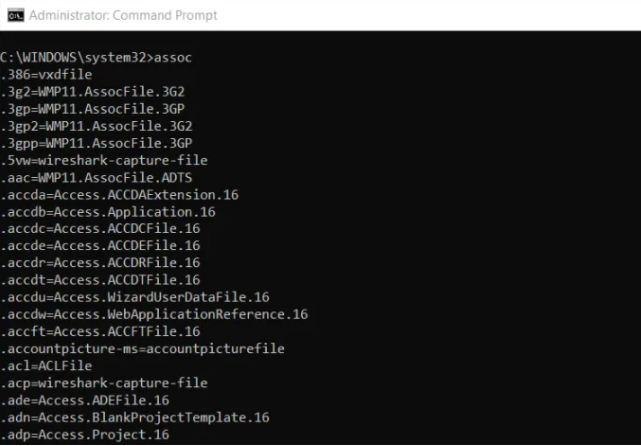 Administrator: Command Prompt
C:\WINDOWS\system32>assoc
.386=vxdfile
.3g2=WMP11.AssocFile.3G2
.3gp=WMP11.AssocFile.3GP
.3gp2=WMP11.AssocFile.3G2
.3gpp=WMP11.AssocFile.3GP
.5vw=wireshark-capture-file
.aac=WMP11.AssocFile.ADTS
.accda=Access.ACCDAExtension.16
.accdb=Access.Application.16
.accdc=Access.ACCDCFile.16
.accde=Access.ACCDEFile.16
.accdr=Access.ACCDRFile.16
.accdt=Access.ACCDTFile.16
.accdu=Access.WizardUserDataFile.16
.accdw=Access.WebApplicationReference.16
.accft=Access.ACCFTFile.16
.accountpicture-ms=accountpicturefile
.acl=ACLFile
.acp=wireshark-capture-file
.ade=Access.ADEFile.16
.adn=Access.BlankProjectTemplate.16
.adp=Access.Project.16